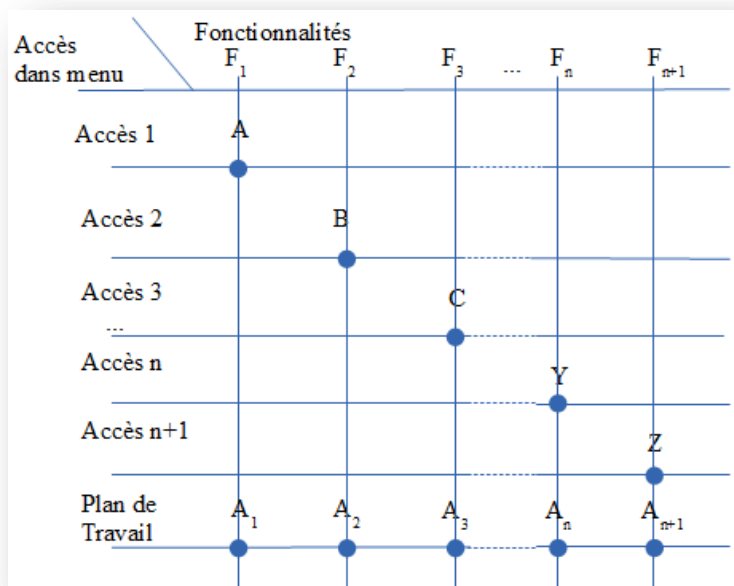 Fonctionnalités
Accès
dans menu
F1 F2 F3 ... Fn Fn+1
Accès 1
A
Accès 2
B
Accès 3
C
...
Accès n
Y
Accès n+1
Z
Plan de
Travail
A1 A2 A3 An An+1